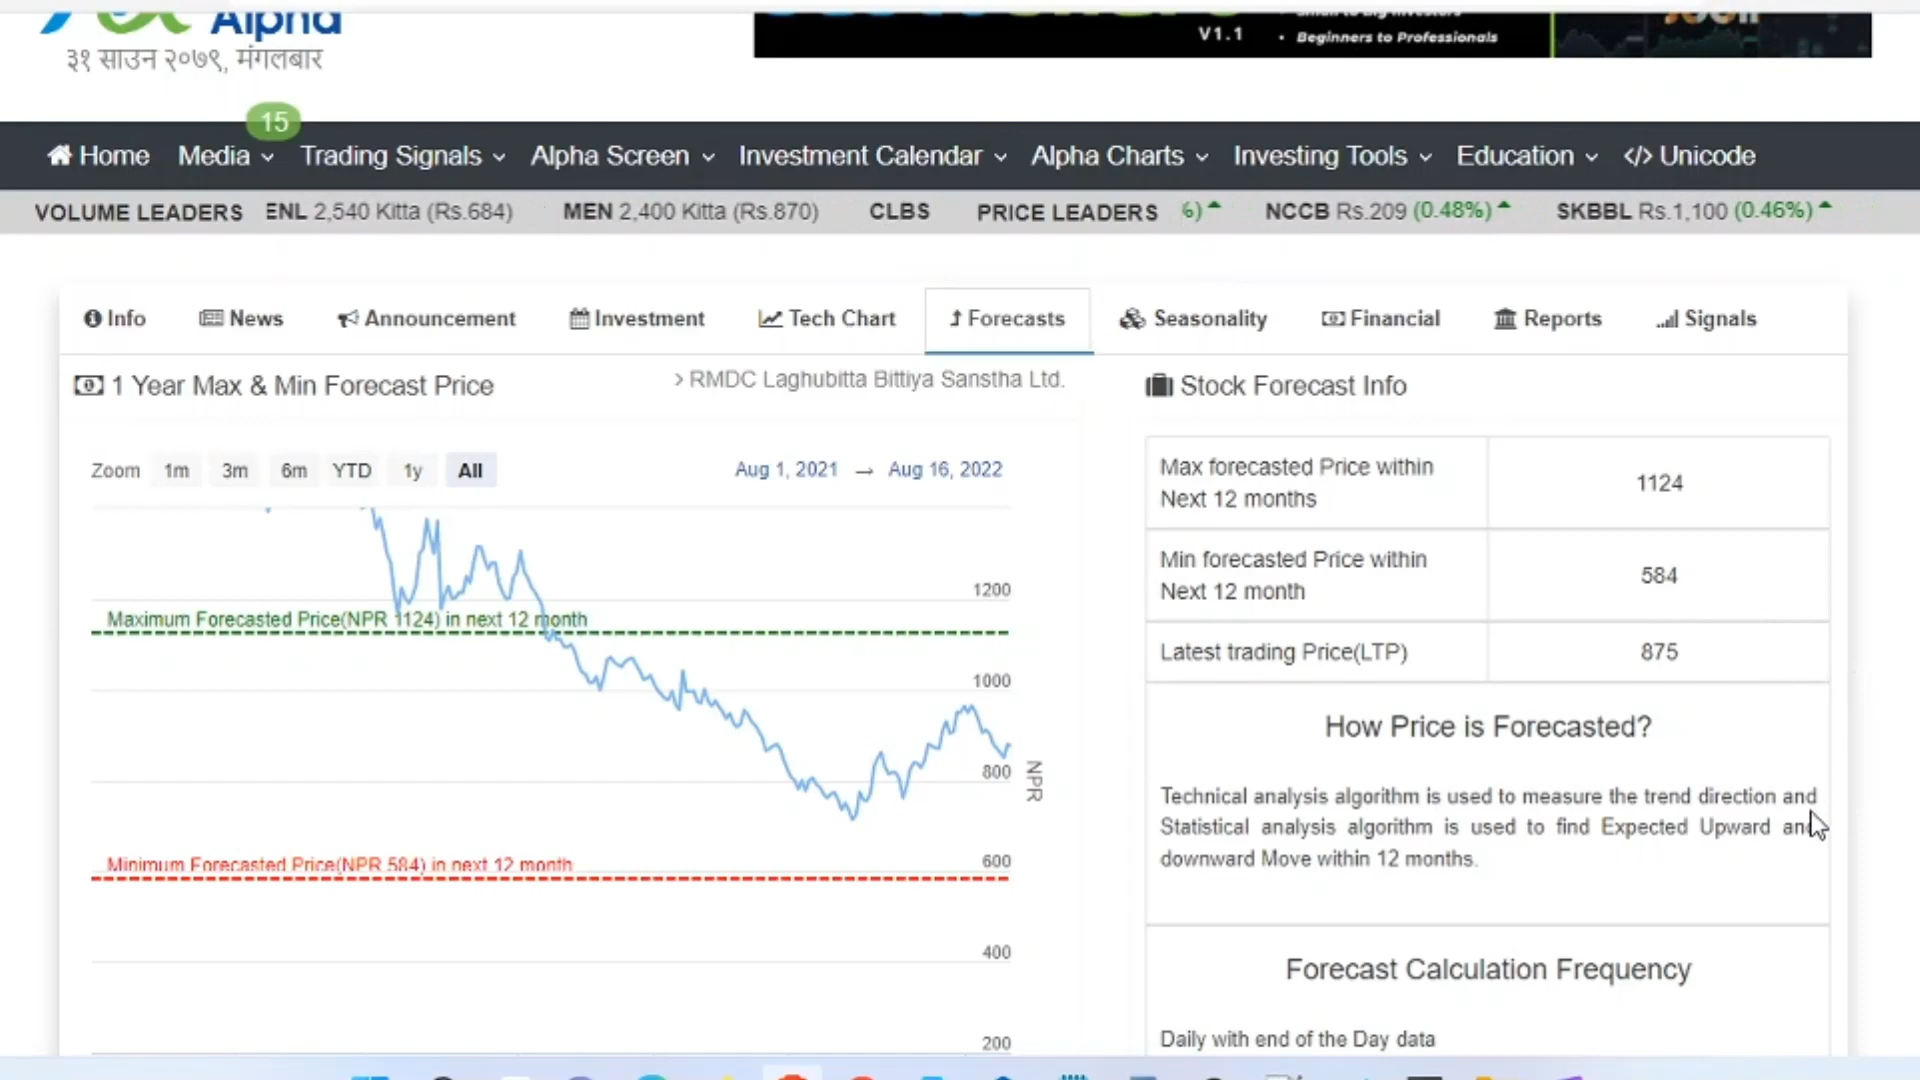 Alpha
३१ साउन २०७९, मंगलबार
V1.1
Beginners to Professionals
15
Home Media Trading Signals Alpha Screen Investment Calendar Alpha Charts Investing Tools Education </> Unicode
VOLUME LEADERS ENL 2,540 Kitta (Rs.684) MEN 2,400 Kitta (Rs.870) CLBS PRICE LEADERS 6) NCCB Rs.209 (0.48%) SKBBL Rs.1,100 (0.46%)
Info News Announcement Investment Tech Chart Forecasts Seasonality Financial Reports Signals
1 Year Max & Min Forecast Price
> RMDC Laghubitta Bittiya Sanstha Ltd.
Zoom 1m 3m 6m YTD 1y All
Aug 1, 2021 → Aug 16, 2022
1200
Maximum Forecasted Price(NPR 1124) in next 12 month
1000
800
NPR
Minimum Forecasted Price(NPR 584) in next 12 month
600
400
200
Stock Forecast Info
Max forecasted Price within
Next 12 months
1124
Min forecasted Price within
Next 12 month
584
Latest trading Price(LTP)
875
How Price is Forecasted?
Technical analysis algorithm is used to measure the trend direction and
Statistical analysis algorithm is used to find Expected Upward and
downward Move within 12 months.
Forecast Calculation Frequency
Daily with end of the Day data